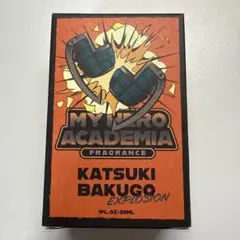 MY HERO
ACADEMIA
FRAGRANCE
KATSUKI
BAKUGO
EXPLOSION
1FL.OZ-30ML